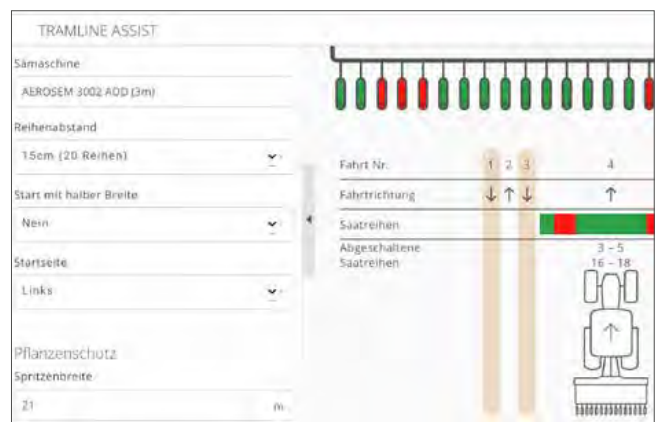 TRAMLINE ASSIST
Sämaschine
AEROSEM 3002 ADD (3m)
Reihenabstand
15cm (20 Reihen)
Start mit halber Breite
Nein
Startseite
Links
Pflanzenschutz
Spritzenbreite
21 m
Fahrt Nr. 1 2 3 4
Fahrtrichtung ↓ ↑ ↓ ↑
Saatreihen
Abgeschaltene 3 - 5
Saatreihen 16 - 18